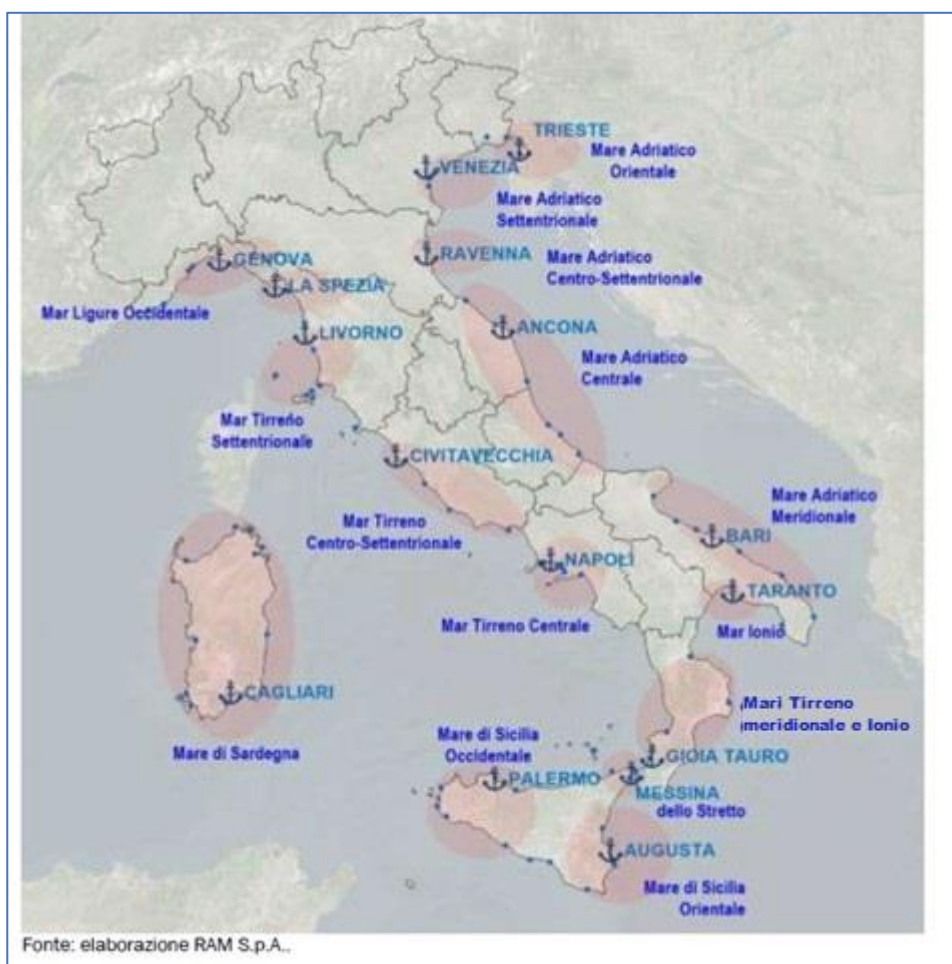 TRIESTE
Mare Adriatico
Orientale
VENEZIA
Mare Adriatico
Settentrionale
GENOVA
RAVENNA
Mare Adriatico
Centro-Settentrionale
LA SPEZIA
Mar Ligure Occidentale
LIVORNO
ANCONA
Mare Adriatico
Centrale
Mar Tirreno
Settentrionale
CIVITAVECCHIA
Mar Tirreno
Centro-Settentrionale
Mare Adriatico
Meridionale
BARI
NAPOLI
TARANTO
Mar Tirreno Centrale
Mar Ionio
CAGLIARI
Mari Tirreno
meridionale e Ionio
Mare di Sardegna
Mare di Sicilia
Occidentale
GIOIA TAURO
PALERMO
MESSINA
dello Stretto
AUGUSTA
Mare di Sicilia
Orientale
Fonte: elaborazione RAM S.p.A..